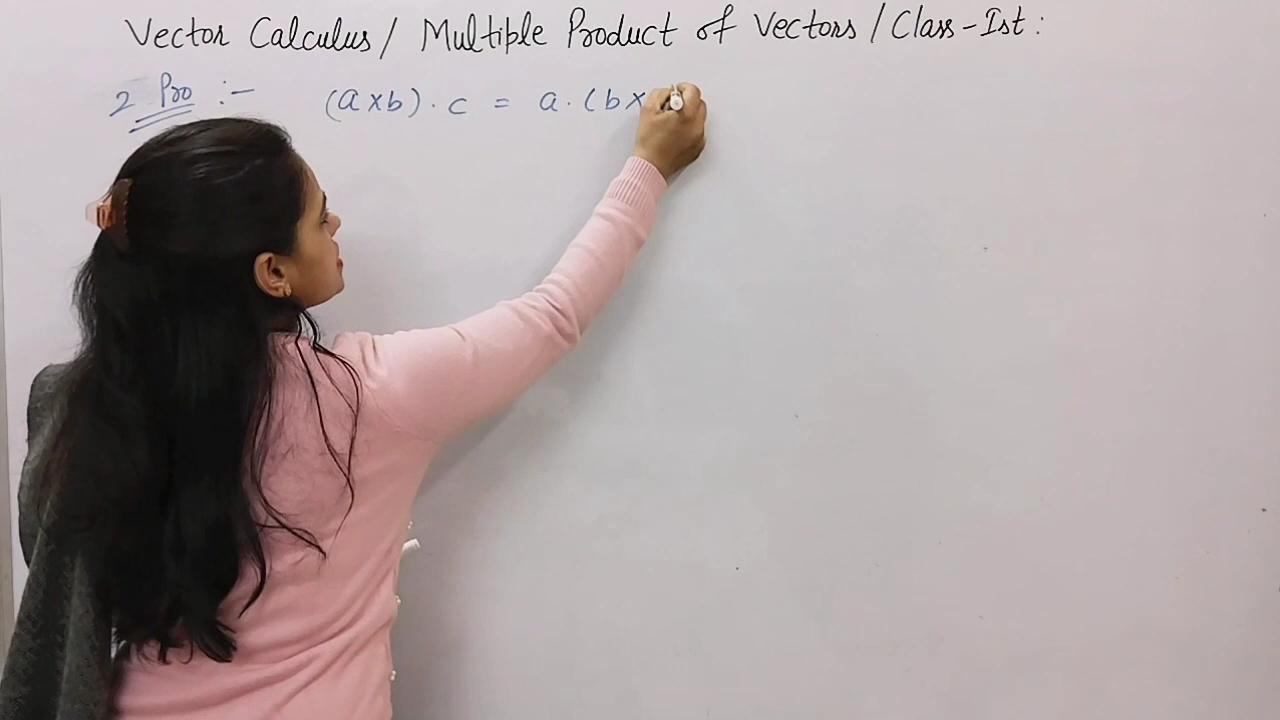 Vector Calculus / Multiple Product of Vectors / Class-Ist :
2 Pro :- (a×b) . c = a . (b×